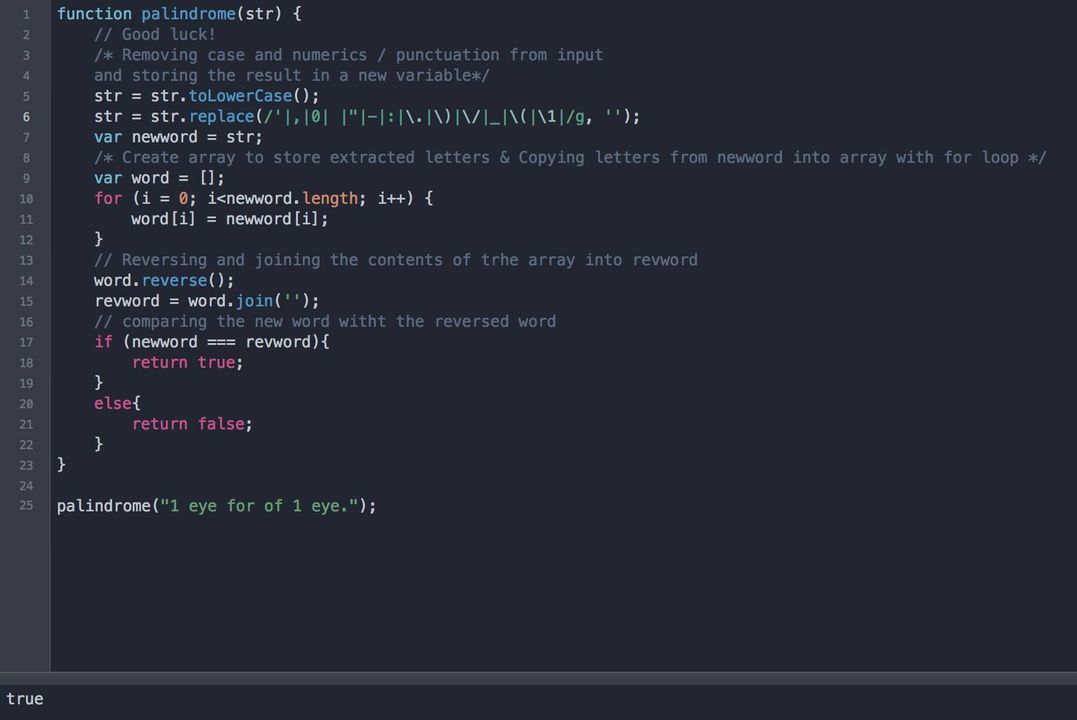 1 function palindrome(str) {
2 // Good luck!
3 /* Removing case and numerics / punctuation from input
4 and storing the result in a new variable*/
5 str = str.toLowerCase();
6 str = str.replace(/'|,|0| |"|-|:|\.|\)|\/|_|\(|\1|/g, '');
7 var newword = str;
8 /* Create array to store extracted letters & Copying letters from newword into array with for loop */
9 var word = [];
10 for (i = 0; i<newword.length; i++) {
11 word[i] = newword[i];
12 }
13 // Reversing and joining the contents of trhe array into revword
14 word.reverse();
15 revword = word.join('');
16 // comparing the new word witht the reversed word
17 if (newword === revword){
18 return true;
19 }
20 else{
21 return false;
22 }
23 }
24
25 palindrome("1 eye for of 1 eye.");
true